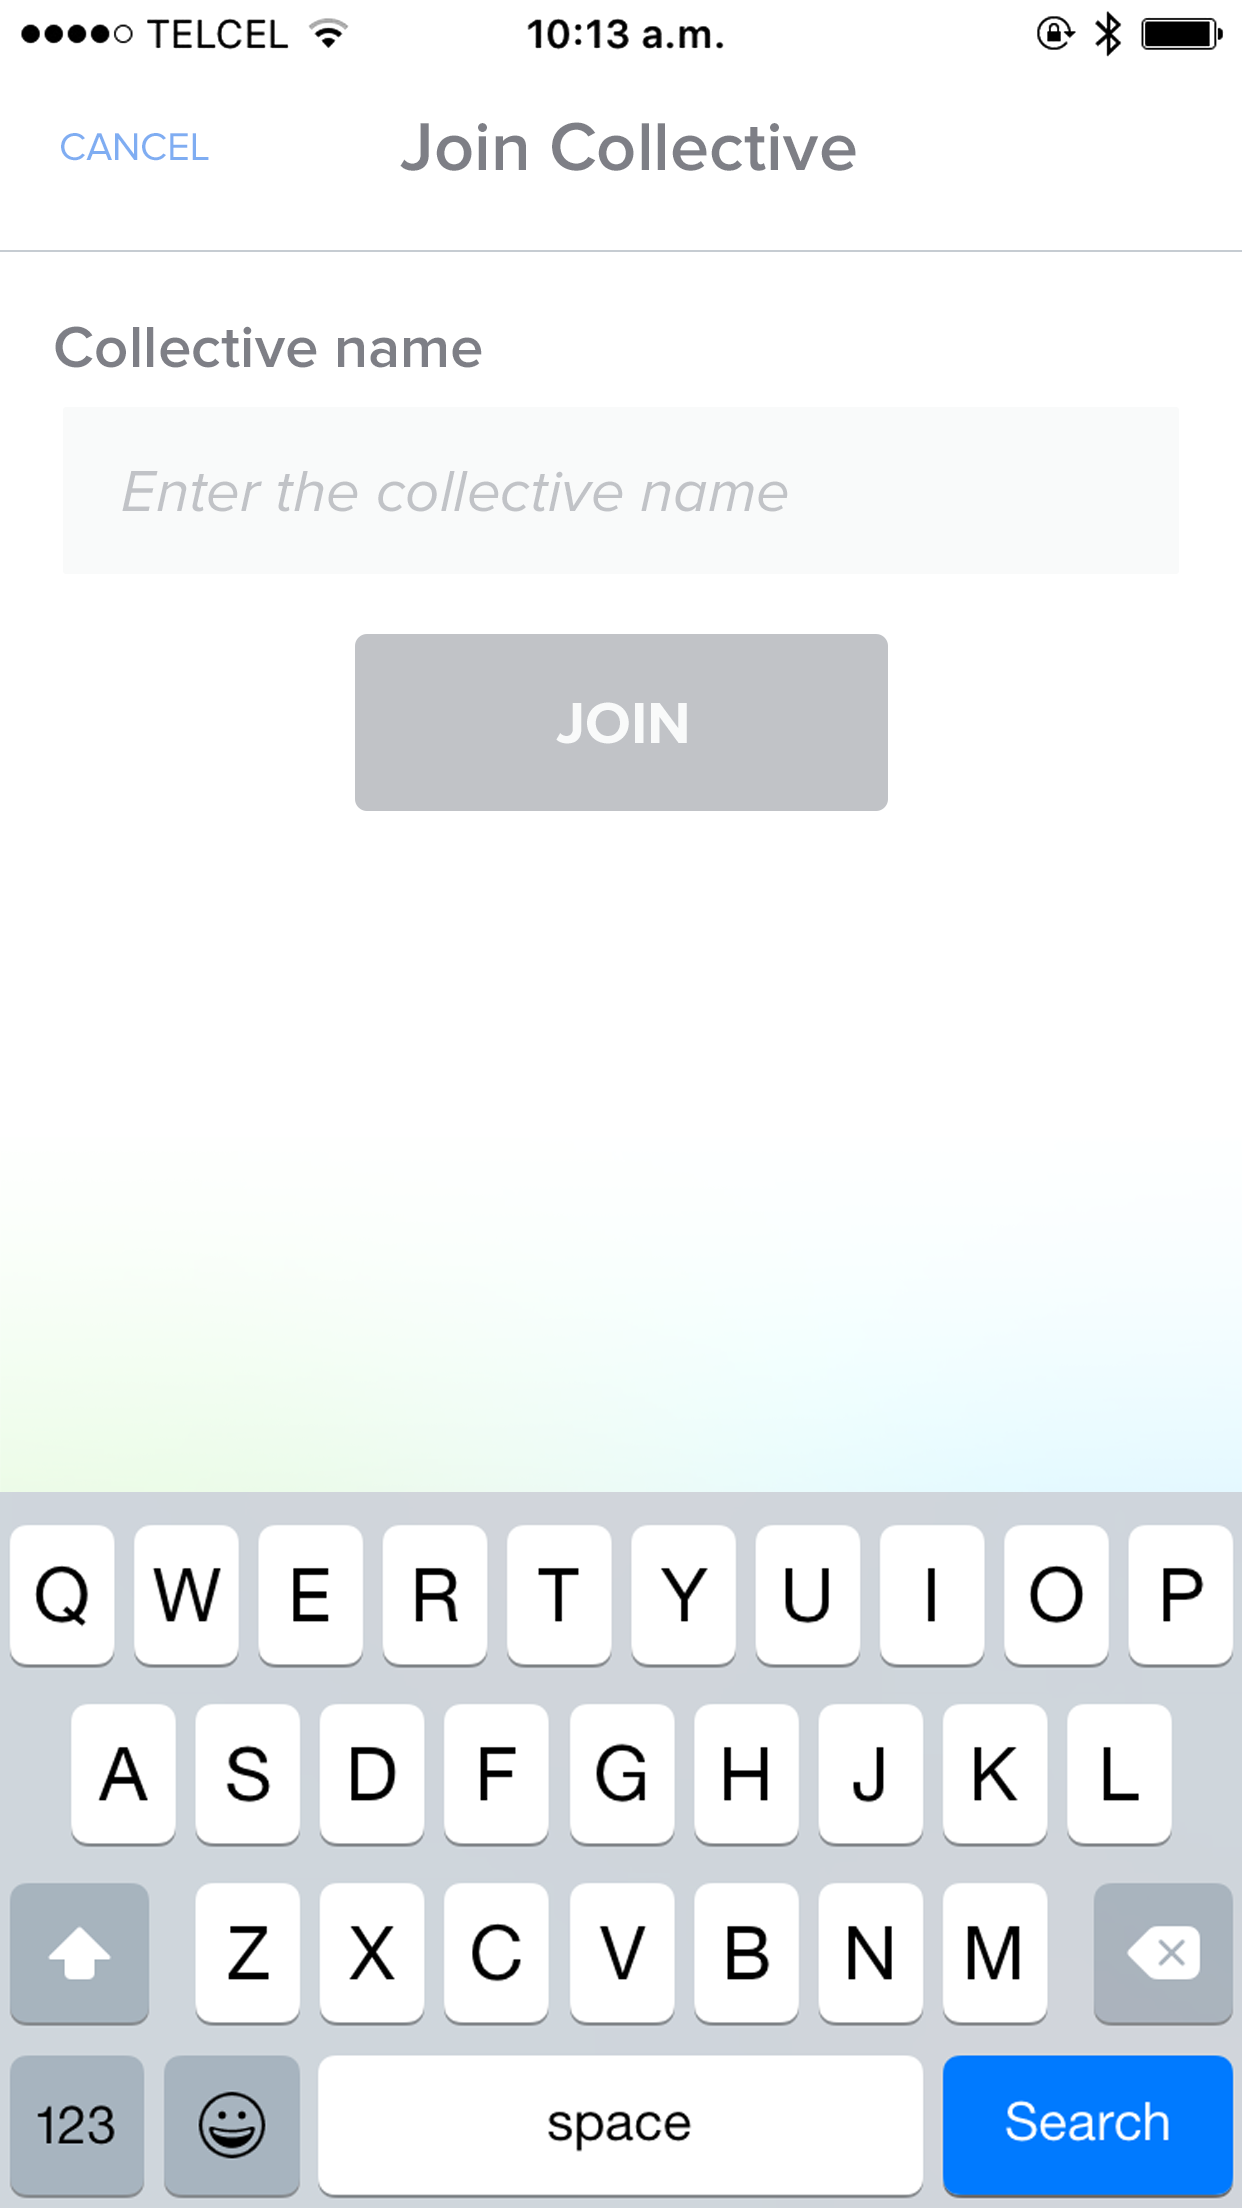 TELCEL 10:13 a.m.
CANCEL Join Collective
Collective name
Enter the collective name
JOIN
Q W E R T Y U I O P
A S D F G H J K L
Z X C V B N M
123 space Search